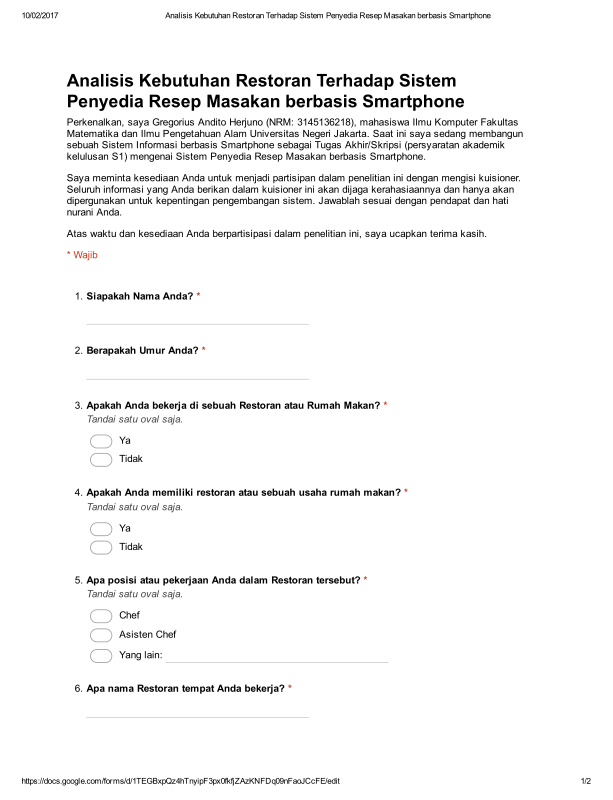 10/02/2017
Analisis Kebutuhan Restoran Terhadap Sistem Penyedia Resep Masakan berbasis Smartphone
Analisis Kebutuhan Restoran Terhadap Sistem
Penyedia Resep Masakan berbasis Smartphone
Perkenalkan, saya Gregorius Andito Herjuno (NRM: 3145136218), mahasiswa Ilmu Komputer Fakultas
Matematika dan Ilmu Pengetahuan Alam Universitas Negeri Jakarta. Saat ini saya sedang membangun
sebuah Sistem Informasi berbasis Smartphone sebagai Tugas Akhir/Skripsi (persyaratan akademik
kelulusan S1) mengenai Sistem Penyedia Resep Masakan berbasis Smartphone.
Saya meminta kesediaan Anda untuk menjadi partisipan dalam penelitian ini dengan mengisi kuisioner.
Seluruh informasi yang Anda berikan dalam kuisioner ini akan dijaga kerahasiaannya dan hanya akan
dipergunakan untuk kepentingan pengembangan sistem. Jawablah sesuai dengan pendapat dan hati
nurani Anda.
Atas waktu dan kesediaan Anda berpartisipasi dalam penelitian ini, saya ucapkan terima kasih.
* Wajib
1. Siapakah Nama Anda? *
2. Berapakah Umur Anda? *
3. Apakah Anda bekerja di sebuah Restoran atau Rumah Makan? *
Tandai satu oval saja.
Ya
Tidak
4. Apakah Anda memiliki restoran atau sebuah usaha rumah makan? *
Tandai satu oval saja.
Ya
Tidak
5. Apa posisi atau pekerjaan Anda dalam Restoran tersebut? *
Tandai satu oval saja.
Chef
Asisten Chef
Yang lain:
6. Apa nama Restoran tempat Anda bekerja? *
https://docs.google.com/forms/d/1TEGBxpQz4hTnyipF3px0fkfjZAzKNFDq09nFaoJCcFE/edit
1/2